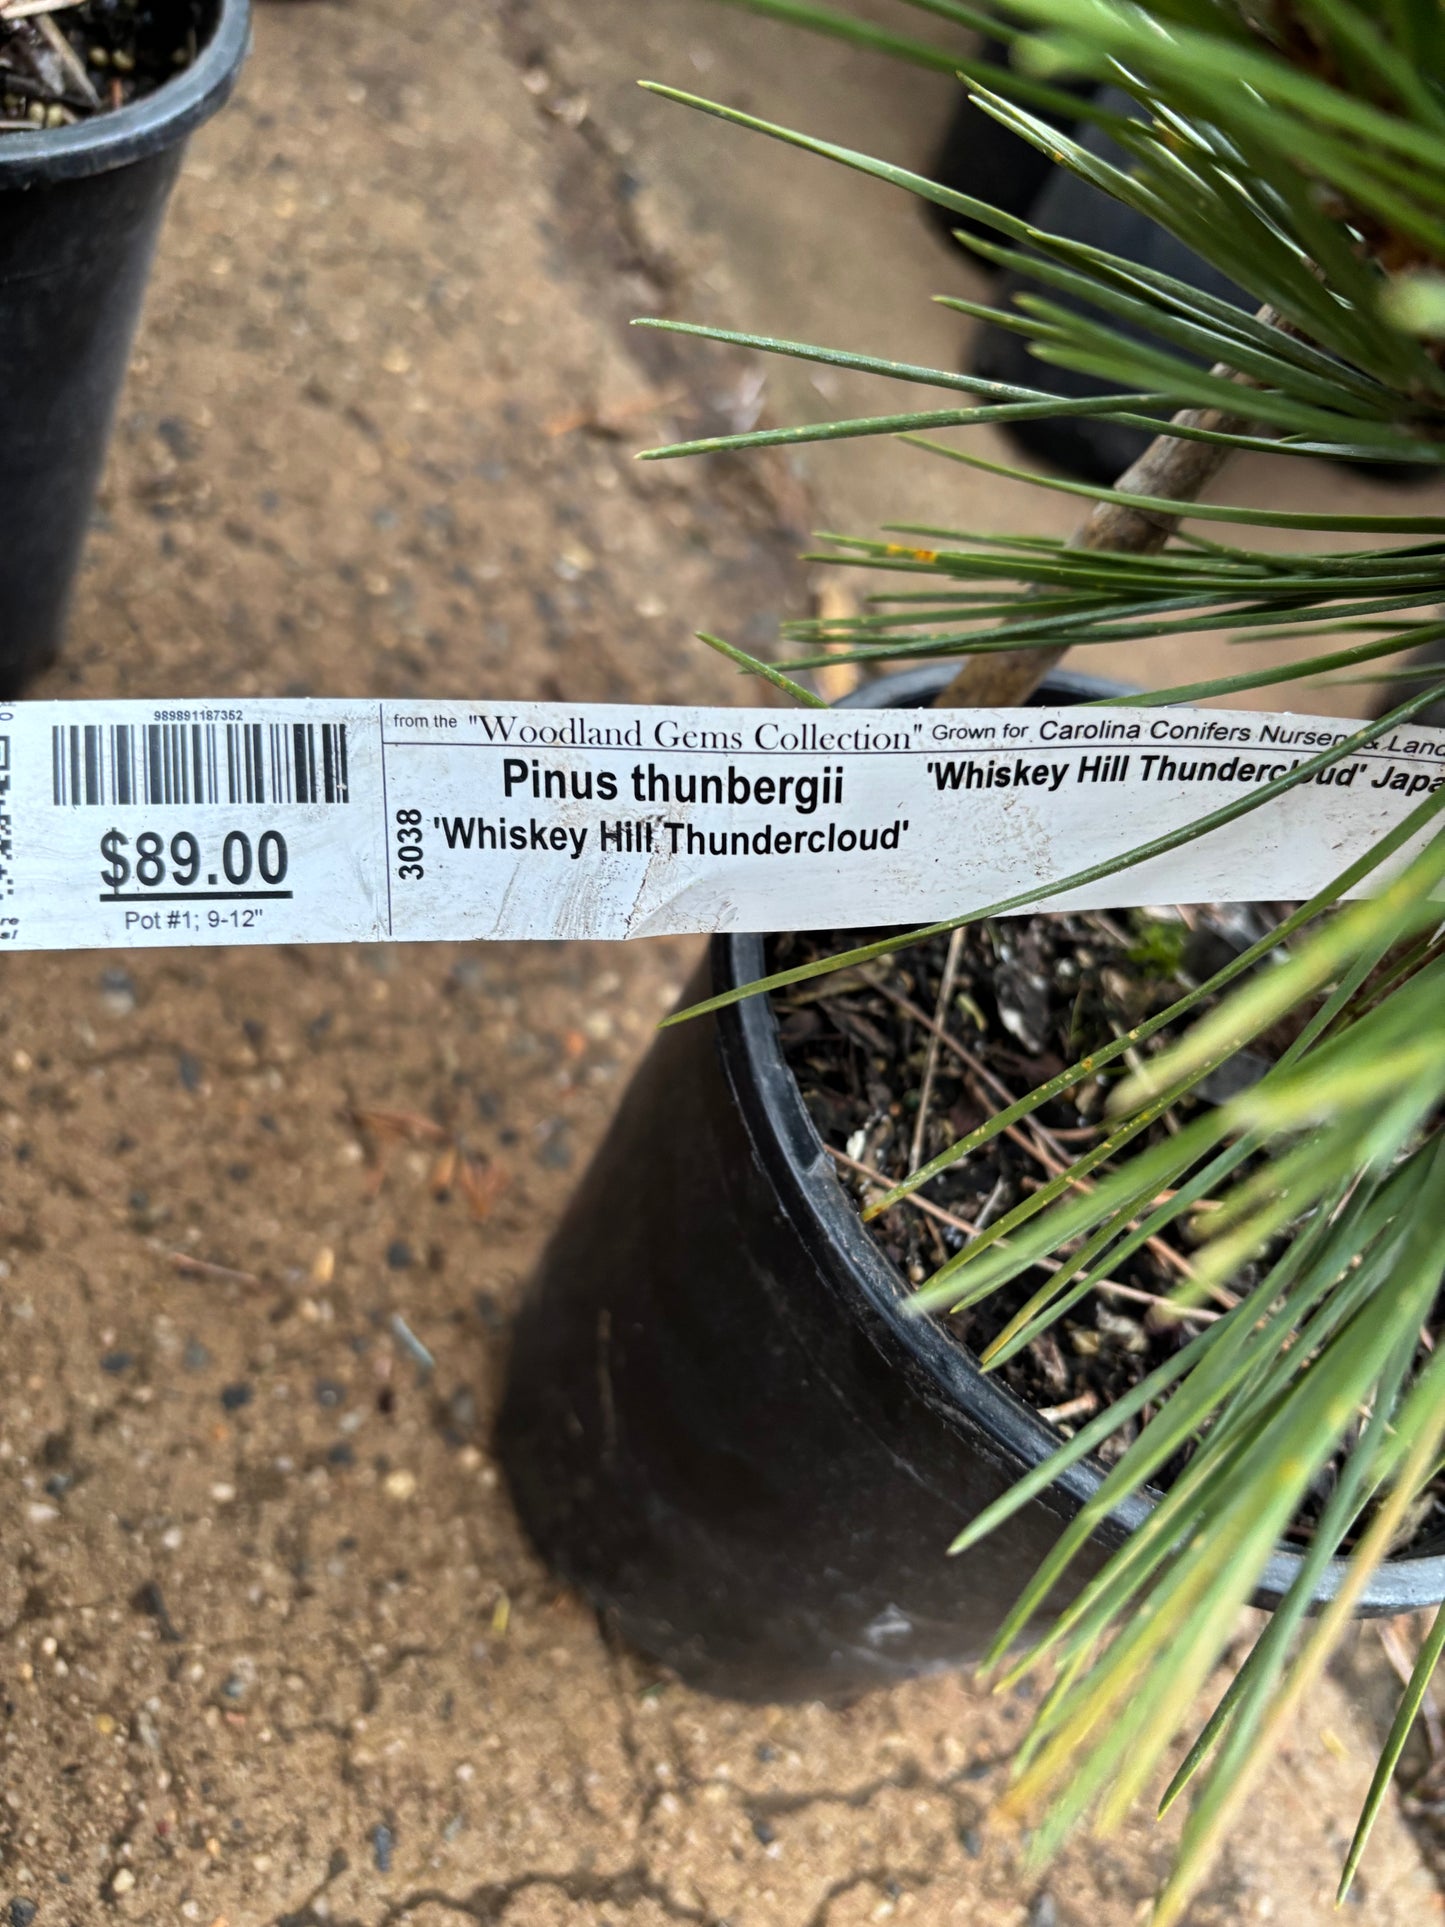 989891187352
$89.00
Pot #1; 9-12"
3038
from the "Woodland Gems Collection"
Pinus thunbergii
'Whiskey Hill Thundercloud'
Grown for Carolina Conifers Nursery & Land
'Whiskey Hill Thundercloud' Japa